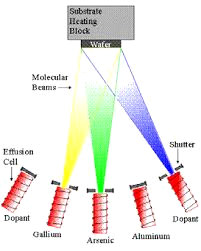 Substrate
Heating
Block
Wafer
Molecular
Beams
Shutter
Effusion
Cell
Dopant
Gallium
Arsenic
Aluminum
Dopant